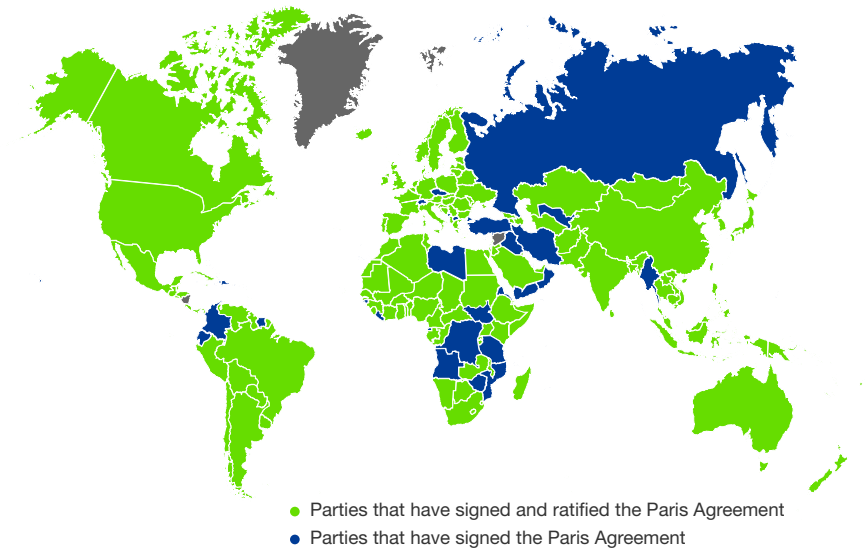 Parties that have signed and ratified the Paris Agreement
Parties that have signed the Paris Agreement